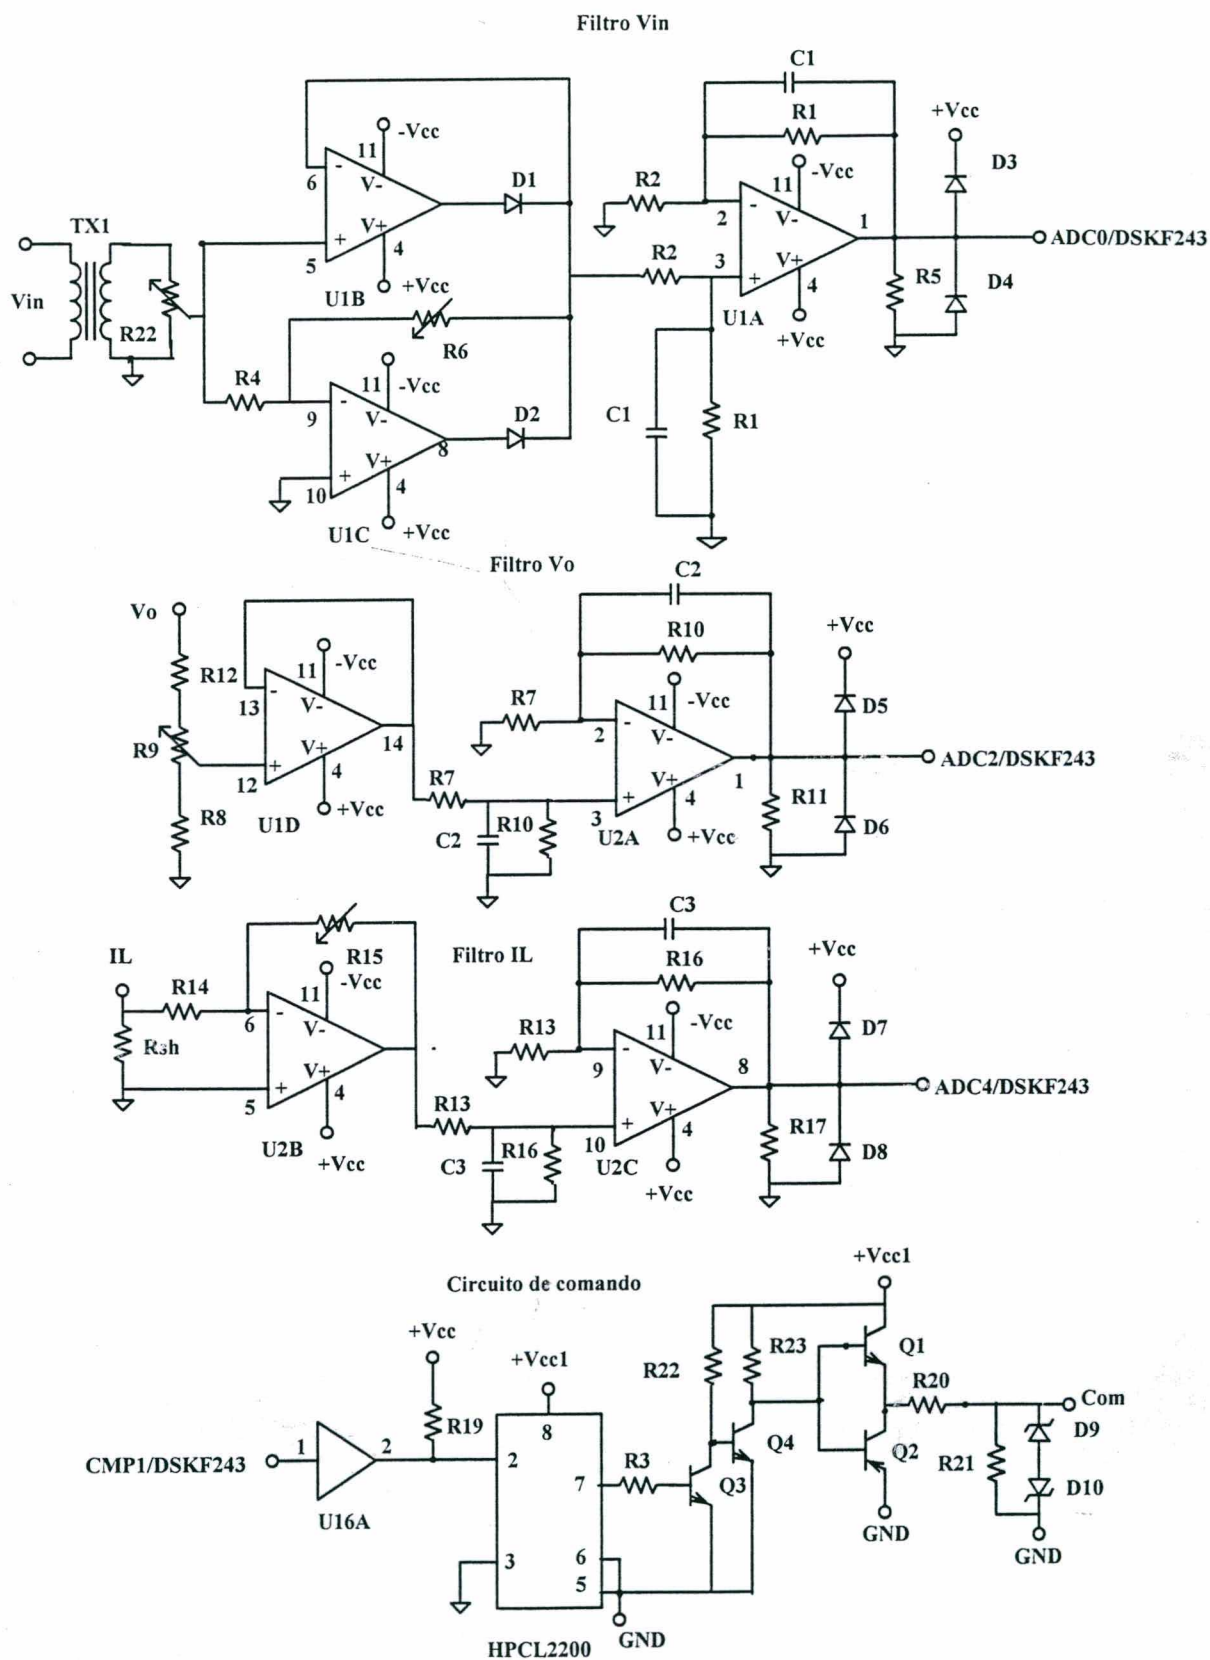 Filtro Vin
C1
R1
+Vcc
D3
11
-Vcc
-
6
V-
D1
R2
11
-Vcc
-
2
V-
1
ADC0/DSKF243
TX1
V+
+
5
4
R2
V+
3
+
4
R5
D4
Vin
R22
U1B
+Vcc
U1A
+Vcc
R6
R4
11
-Vcc
-
9
V-
D2
C1
R1
8
V+
+
10
4
U1C
+Vcc
Filtro Vo
C2
Vo
R10
+Vcc
R12
11
-Vcc
-
13
V-
R7
11
-Vcc
D5
-
2
V-
R9
14
V+
+
12
4
ADC2/DSKF243
R7
V+
+
1
4
R11
R8
U1D
+Vcc
C2
R10
3
U2A
+Vcc
D6
C3
IL
R15
Filtro IL
R16
+Vcc
R14
11
-Vcc
-
6
V-
R13
11
-Vcc
D7
Rsh
-
9
V-
8
V+
+
5
4
ADC4/DSKF243
R13
V+
+
10
4
R17
U2B
+Vcc
C3
R16
U2C
+Vcc
D8
+Vcc1
Circuito de comando
+Vcc
+Vcc1
R22
R23
Q1
R19
R20
Com
8
CMP1/DSKF243
1
2
2
Q4
Q2
D9
R21
7
R3
Q3
D10
U16A
GND
GND
3
6
5
HPCL2200
GND